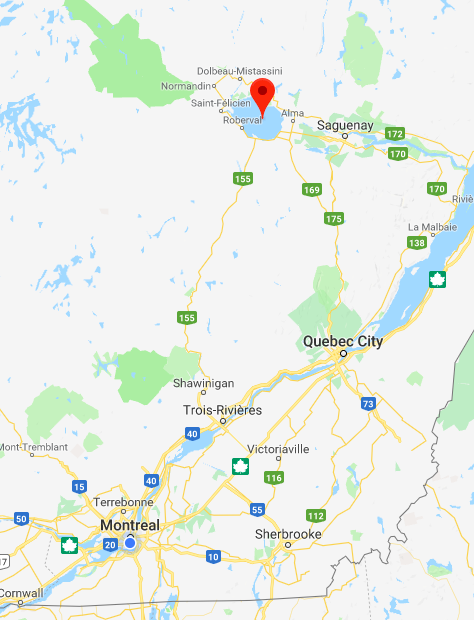 Dolbeau-Mistassini
Normandin
Saint-Félicien
Alma
Roberval
Saguenay
172
170
155
169
170
175
Riviè
La Malbaie
138
155
Quebec City
Shawinigan
73
Trois-Rivières
40
Mont-Tremblant
Victoriaville
15
40
116
Terrebonne
55
112
50
Montreal
20
Sherbrooke
10
17
Cornwall